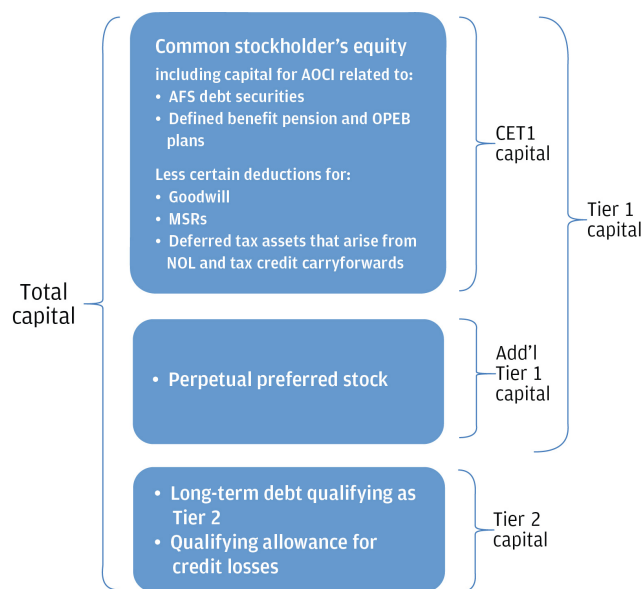 Total
capital
Common stockholder's equity
including capital for AOCI related to:
• AFS debt securities
• Defined benefit pension and OPEB
plans
Less certain deductions for:
• Goodwill
• MSRs
• Deferred tax assets that arise from
NOL and tax credit carryforwards
CET1
capital
Tier 1
capital
• Perpetual preferred stock
Add'l
Tier 1
capital
• Long-term debt qualifying as
Tier 2
• Qualifying allowance for
credit losses
Tier 2
capital